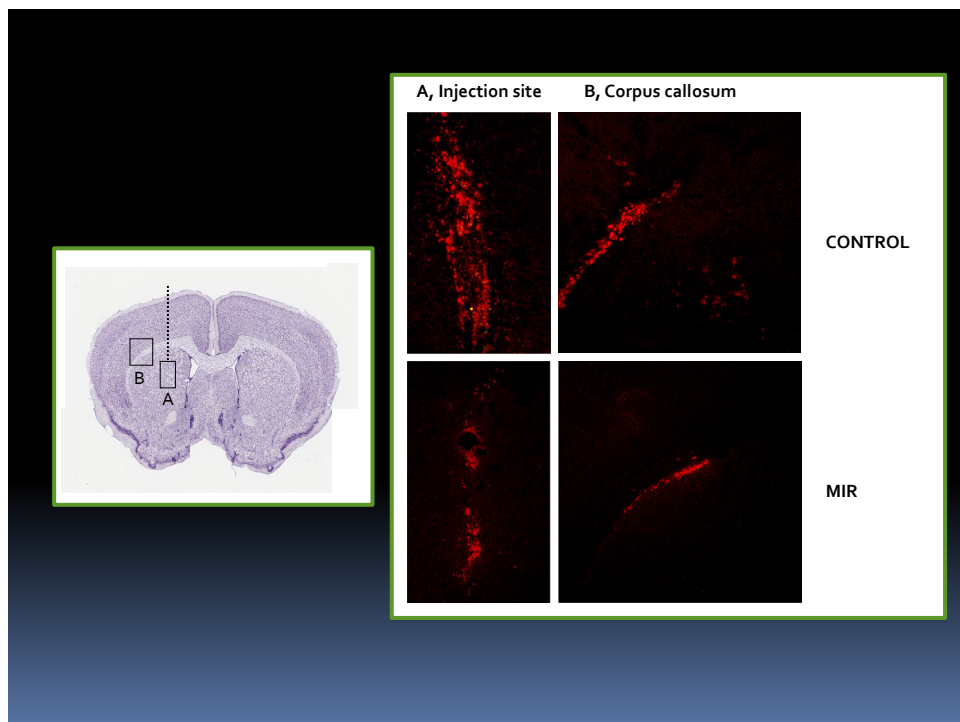 A, Injection site
B, Corpus callosum
CONTROL
B
A
MIR